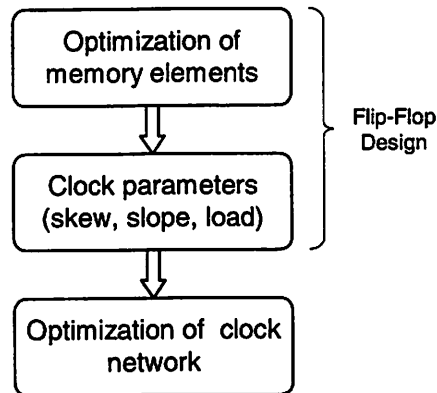 Optimization of
memory elements
Flip-Flop
Design
Clock parameters
(skew, slope, load)
Optimization of clock
network